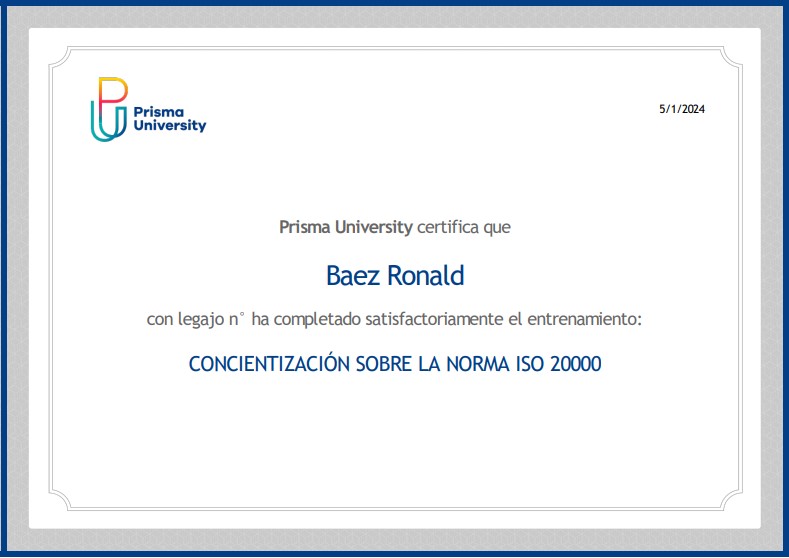 Prisma
University
5/1/2024
Prisma University certifica que
Baez Ronald
con legajo n° ha completado satisfactoriamente el entrenamiento:
CONCIENTIZACIÓN SOBRE LA NORMA ISO 20000